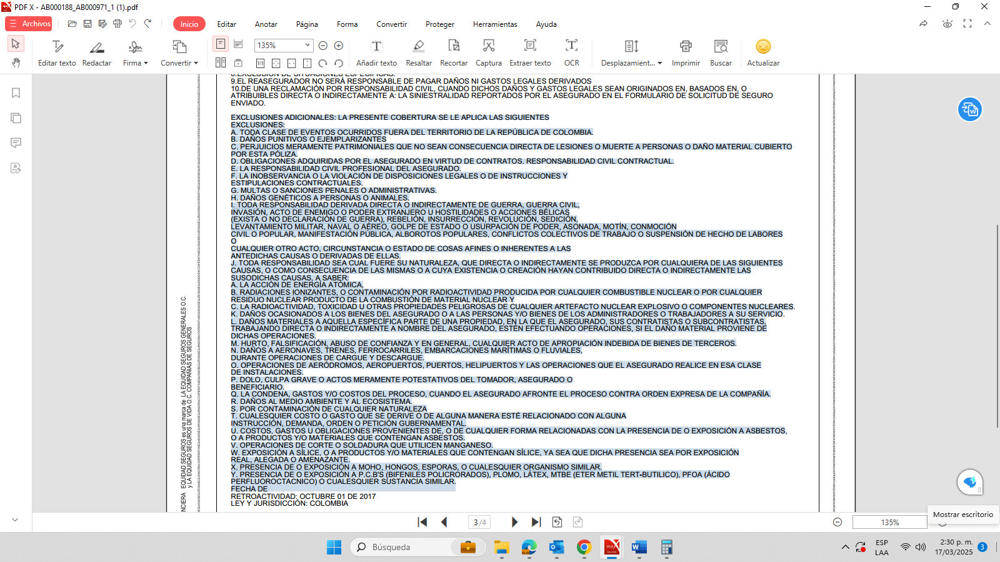 PDF X - AB000188_AB000971_1 (1).pdf
Archivos
Inicio
Editar
Anotar
Página
Forma
Convertir
Proteger
Herramientas
Ayuda
135%
Editar texto
Redactar
Firma
Convertir
Añadir texto
Resaltar
Recortar
Captura
Extraer texto
OCR
Desplazamient...
Imprimir
Buscar
Actualizar
8.EXCLUSIÓN DE SITUACIONES ESPECÍFICAS.
9.EL REASEGURADOR NO SERÁ RESPONSABLE DE PAGAR DAÑOS NI GASTOS LEGALES DERIVADOS
10.DE UNA RECLAMACIÓN POR RESPONSABILIDAD CIVIL, CUANDO DICHOS DAÑOS Y GASTOS LEGALES SEAN ORIGINADOS EN, BASADOS EN, O
ATRIBUIBLES DIRECTA O INDIRECTAMENTE A: LA SINIESTRALIDAD REPORTADOS POR EL ASEGURADO EN EL FORMULARIO DE SOLICITUD DE SEGURO
ENVIADO.
EXCLUSIONES ADICIONALES: LA PRESENTE COBERTURA SE LE APLICA LAS SIGUIENTES
EXCLUSIONES:
A. TODA CLASE DE EVENTOS OCURRIDOS FUERA DEL TERRITORIO DE LA REPÚBLICA DE COLOMBIA.
B. DAÑOS PUNITIVOS O EJEMPLARIZANTES
C. PERJUICIOS MERAMENTE PATRIMONIALES QUE NO SEAN CONSECUENCIA DIRECTA DE LESIONES O MUERTE A PERSONAS O DAÑO MATERIAL CUBIERTO
POR ESTA PÓLIZA.
D. OBLIGACIONES ADQUIRIDAS POR EL ASEGURADO EN VIRTUD DE CONTRATOS. RESPONSABILIDAD CIVIL CONTRACTUAL.
E. LA RESPONSABILIDAD CIVIL PROFESIONAL DEL ASEGURADO.
F. LA INOBSERVANCIA O LA VIOLACIÓN DE DISPOSICIONES LEGALES O DE INSTRUCCIONES Y
ESTIPULACIONES CONTRACTUALES.
G. MULTAS O SANCIONES PENALES O ADMINISTRATIVAS.
H. DAÑOS GENÉTICOS A PERSONAS O ANIMALES.
I. TODA RESPONSABILIDAD DERIVADA DIRECTA O INDIRECTAMENTE DE GUERRA, GUERRA CIVIL,
INVASIÓN, ACTO DE ENEMIGO O PODER EXTRANJERO U HOSTILIDADES O ACCIONES BÉLICAS
(EXISTA O NO DECLARACIÓN DE GUERRA), REBELIÓN, INSURRECCIÓN, REVOLUCIÓN, SEDICIÓN,
LEVANTAMIENTO MILITAR, NAVAL O AÉREO, GOLPE DE ESTADO O USURPACIÓN DE PODER, ASONADA, MOTÍN, CONMOCIÓN
CIVIL O POPULAR, MANIFESTACIÓN PÚBLICA, ALBOROTOS POPULARES, CONFLICTOS COLECTIVOS DE TRABAJO O SUSPENSIÓN DE HECHO DE LABORES
O
CUALQUIER OTRO ACTO, CIRCUNSTANCIA O ESTADO DE COSAS AFINES O INHERENTES A LAS
ANTEDICHAS CAUSAS O DERIVADAS DE ELLAS.
J. TODA RESPONSABILIDAD SEA CUAL FUERE SU NATURALEZA, QUE DIRECTA O INDIRECTAMENTE SE PRODUZCA POR CUALQUIERA DE LAS SIGUIENTES
CAUSAS, O COMO CONSECUENCIA DE LAS MISMAS O A CUYA EXISTENCIA O CREACIÓN HAYAN CONTRIBUIDO DIRECTA O INDIRECTAMENTE LAS
SUSODICHAS CAUSAS, A SABER:
A. LA ACCIÓN DE ENERGÍA ATÓMICA,
B. RADIACIONES IONIZANTES, O CONTAMINACIÓN POR RADIOACTIVIDAD PRODUCIDA POR CUALQUIER COMBUSTIBLE NUCLEAR O POR CUALQUIER
RESIDUO NUCLEAR PRODUCTO DE LA COMBUSTIÓN DE MATERIAL NUCLEAR Y
C. LA RADIOACTIVIDAD, TOXICIDAD U OTRAS PROPIEDADES PELIGROSAS DE CUALQUIER ARTEFACTO NUCLEAR EXPLOSIVO O COMPONENTES NUCLEARES.
K. DAÑOS OCASIONADOS A LOS BIENES DEL ASEGURADO O A LAS PERSONAS Y/O BIENES DE LOS ADMINISTRADORES O TRABAJADORES A SU SERVICIO.
L. DAÑOS MATERIALES A AQUELLA ESPECÍFICA PARTE DE UNA PROPIEDAD, EN LA QUE EL ASEGURADO, SUS CONTRATISTAS O SUBCONTRATISTAS,
TRABAJANDO DIRECTA O INDIRECTAMENTE A NOMBRE DEL ASEGURADO, ESTÉN EFECTUANDO OPERACIONES, SI EL DAÑO MATERIAL PROVIENE DE
DICHAS OPERACIONES.
M. HURTO, FALSIFICACIÓN, ABUSO DE CONFIANZA Y EN GENERAL, CUALQUIER ACTO DE APROPIACIÓN INDEBIDA DE BIENES DE TERCEROS.
N. DAÑOS A AERONAVES, TRENES, FERROCARRILES, EMBARCACIONES MARÍTIMAS O FLUVIALES,
DURANTE OPERACIONES DE CARGUE Y DESCARGUE.
O. OPERACIONES DE AERÓDROMOS, AEROPUERTOS, PUERTOS, HELIPUERTOS Y LAS OPERACIONES QUE EL ASEGURADO REALICE EN ESA CLASE
DE INSTALACIONES.
P. DOLO, CULPA GRAVE O ACTOS MERAMENTE POTESTATIVOS DEL TOMADOR, ASEGURADO O
BENEFICIARIO.
Q. LA CONDENA, GASTOS Y/O COSTOS DEL PROCESO, CUANDO EL ASEGURADO AFRONTE EL PROCESO CONTRA ORDEN EXPRESA DE LA COMPAÑÍA.
R. DAÑOS AL MEDIO AMBIENTE Y AL ECOSISTEMA.
S. POR CONTAMINACIÓN DE CUALQUIER NATURALEZA
T. CUALESQUIER COSTO O GASTO QUE SE DERIVE O DE ALGUNA MANERA ESTÉ RELACIONADO CON ALGUNA
INSTRUCCIÓN, DEMANDA, ORDEN O PETICIÓN GUBERNAMENTAL.
U. COSTOS, GASTOS U OBLIGACIONES PROVENIENTES DE, O DE CUALQUIER FORMA RELACIONADAS CON LA PRESENCIA DE O EXPOSICIÓN A ASBESTOS,
O A PRODUCTOS Y/O MATERIALES QUE CONTENGAN ASBESTOS.
V. OPERACIONES DE CORTE O SOLDADURA QUE UTILICEN MANGANESO.
W. EXPOSICIÓN A SÍLICE, O A PRODUCTOS Y/O MATERIALES QUE CONTENGAN SÍLICE, YA SEA QUE DICHA PRESENCIA SEA POR EXPOSICIÓN
REAL, ALEGADA O AMENAZANTE.
X. PRESENCIA DE O EXPOSICIÓN A MOHO, HONGOS, ESPORAS, O CUALESQUIER ORGANISMO SIMILAR.
Y. PRESENCIA DE O EXPOSICIÓN A P.C.B'S (BIFENILES POLICRORADOS), PLOMO, LÁTEX, MTBE (ETER METIL TERT-BUTILICO), PFOA (ÁCIDO
PERFLUOROCTACNICO) O CUALESQUIER SUSTANCIA SIMILAR.
FECHA DE
RETROACTIVIDAD: OCTUBRE 01 DE 2017
LEY Y JURISDICCIÓN: COLOMBIA
NCIERA EQUIDAD SEGUROS es una marca de LA EQUIDAD SEGUROS GENERALES O.C.
y LA EQUIDAD SEGUROS DE VIDA O.C. COMPAÑIAS DE SEGUROS
3 /4
135%
Mostrar escritorio
Búsqueda
ESP
LAA
2:30 p. m.
17/03/2025
3